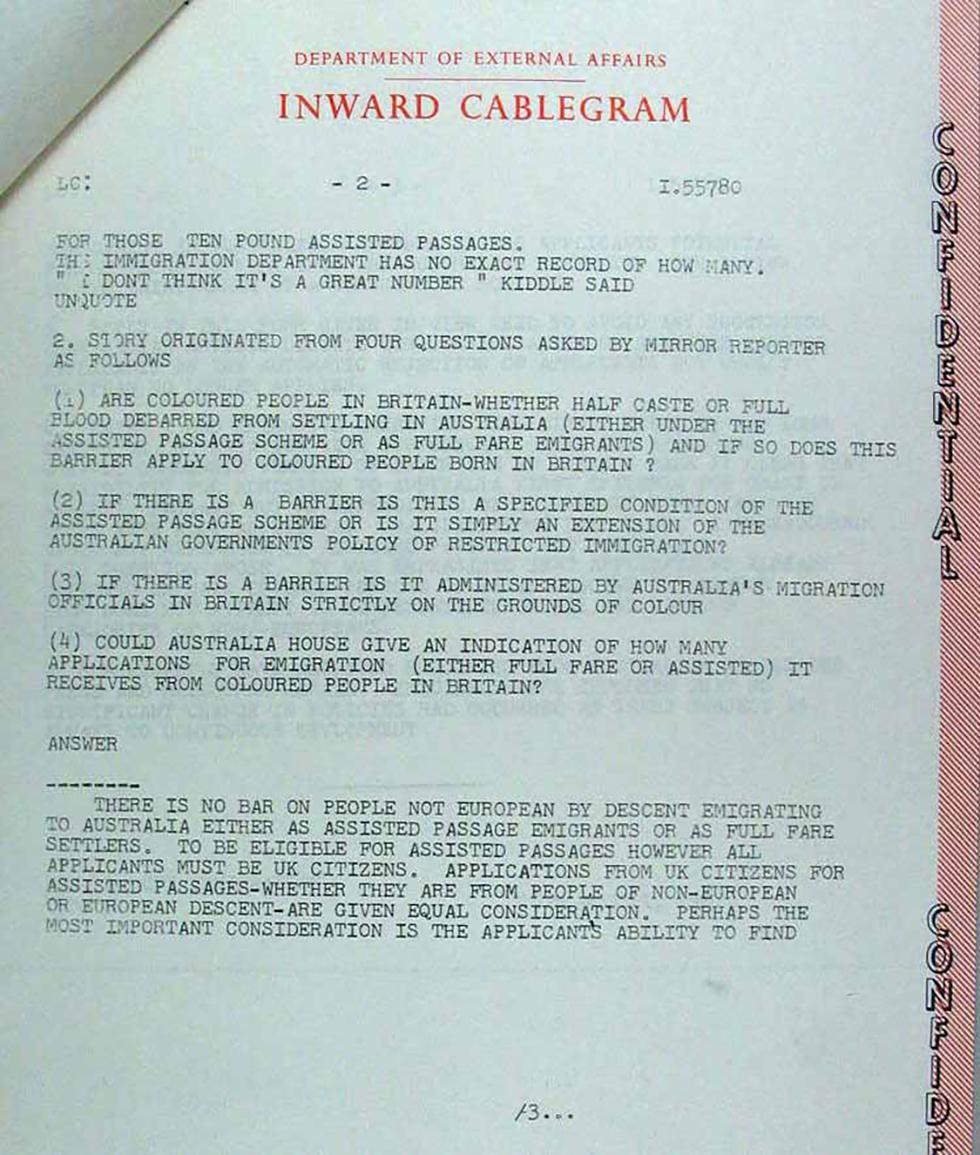 DEPARTMENT OF EXTERNAL AFFAIRS
INWARD CABLEGRAM
LC:
- 2 -
I.55780
FOR THOSE TEN POUND ASSISTED PASSAGES.
THE IMMIGRATION DEPARTMENT HAS NO EXACT RECORD OF HOW MANY.
" I DONT THINK IT'S A GREAT NUMBER " KIDDLE SAID
UNQUOTE
2. STORY ORIGINATED FROM FOUR QUESTIONS ASKED BY MIRROR REPORTER
AS FOLLOWS
(1) ARE COLOURED PEOPLE IN BRITAIN-WHETHER HALF CASTE OR FULL
BLOOD DEBARRED FROM SETTLING IN AUSTRALIA (EITHER UNDER THE
ASSISTED PASSAGE SCHEME OR AS FULL FARE EMIGRANTS) AND IF SO DOES THIS
BARRIER APPLY TO COLOURED PEOPLE BORN IN BRITAIN ?
(2) IF THERE IS A BARRIER IS THIS A SPECIFIED CONDITION OF THE
ASSISTED PASSAGE SCHEME OR IS IT SIMPLY AN EXTENSION OF THE
AUSTRALIAN GOVERNMENTS POLICY OF RESTRICTED IMMIGRATION?
(3) IF THERE IS A BARRIER IS IT ADMINISTERED BY AUSTRALIA'S MIGRATION
OFFICIALS IN BRITAIN STRICTLY ON THE GROUNDS OF COLOUR
(4) COULD AUSTRALIA HOUSE GIVE AN INDICATION OF HOW MANY
APPLICATIONS FOR EMIGRATION (EITHER FULL FARE OR ASSISTED) IT
RECEIVES FROM COLOURED PEOPLE IN BRITAIN?
ANSWER
--------
THERE IS NO BAR ON PEOPLE NOT EUROPEAN BY DESCENT EMIGRATING
TO AUSTRALIA EITHER AS ASSISTED PASSAGE EMIGRANTS OR AS FULL FARE
SETTLERS. TO BE ELIGIBLE FOR ASSISTED PASSAGES HOWEVER ALL
APPLICANTS MUST BE UK CITIZENS. APPLICATIONS FROM UK CITIZENS FOR
ASSISTED PASSAGES-WHETHER THEY ARE FROM PEOPLE OF NON-EUROPEAN
OR EUROPEAN DESCENT-ARE GIVEN EQUAL CONSIDERATION. PERHAPS THE
MOST IMPORTANT CONSIDERATION IS THE APPLICANTS ABILITY TO FIND
/3...
CONFIDENTIAL
CONFIDE